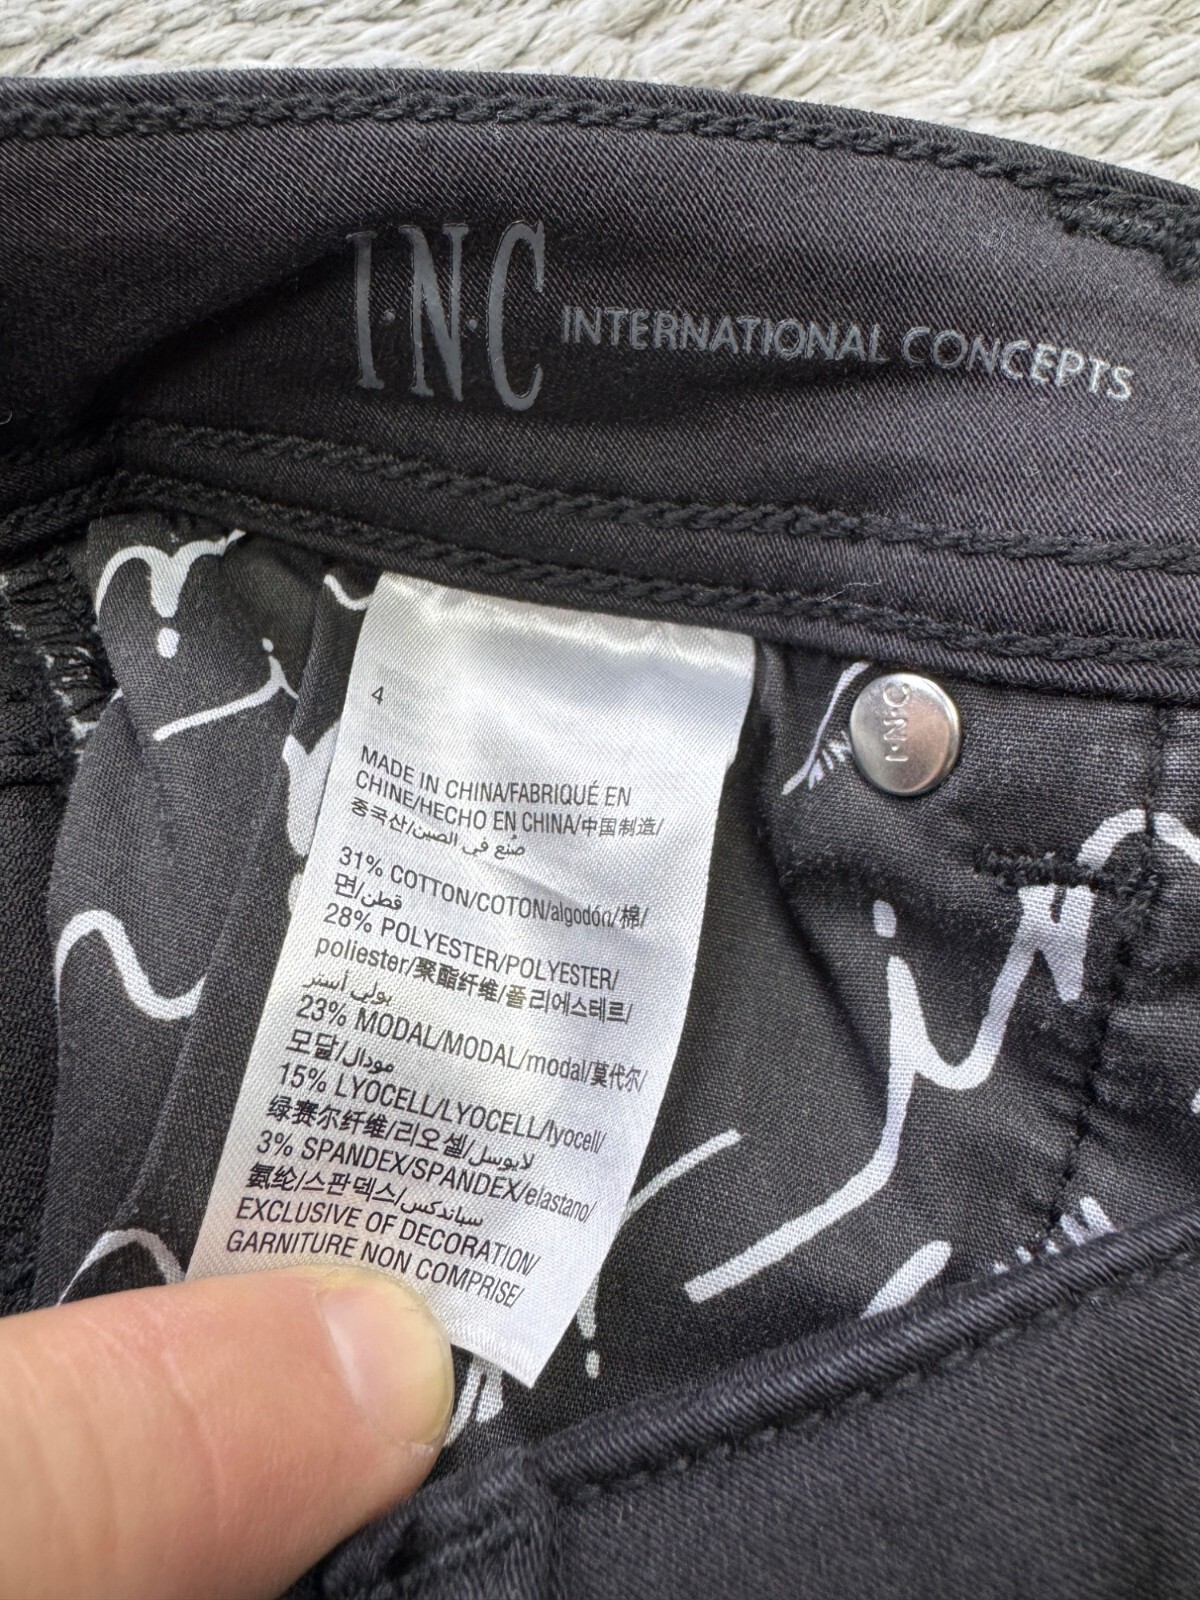 I·N·C INTERNATIONAL CONCEPTS
I·N·C
4
MADE IN CHINA/FABRIQUÉ EN
CHINE/HECHO EN CHINA/中国制造/
중국산/صُنع في الصين
31% COTTON/COTON/algodón/棉/
면/قطن/
28% POLYESTER/POLYESTER/
poliester/聚酯纤维/폴리에스테르/
بولي أستر
23% MODAL/MODAL/modal/莫代尔/
모달/مودال/
15% LYOCELL/LYOCELL/lyocell/
绿赛尔纤维/리오셀/لايوسل/
3% SPANDEX/SPANDEX/elastano/
氨纶/스판덱스/سباندكس/
EXCLUSIVE OF DECORATION/
GARNITURE NON COMPRISE/